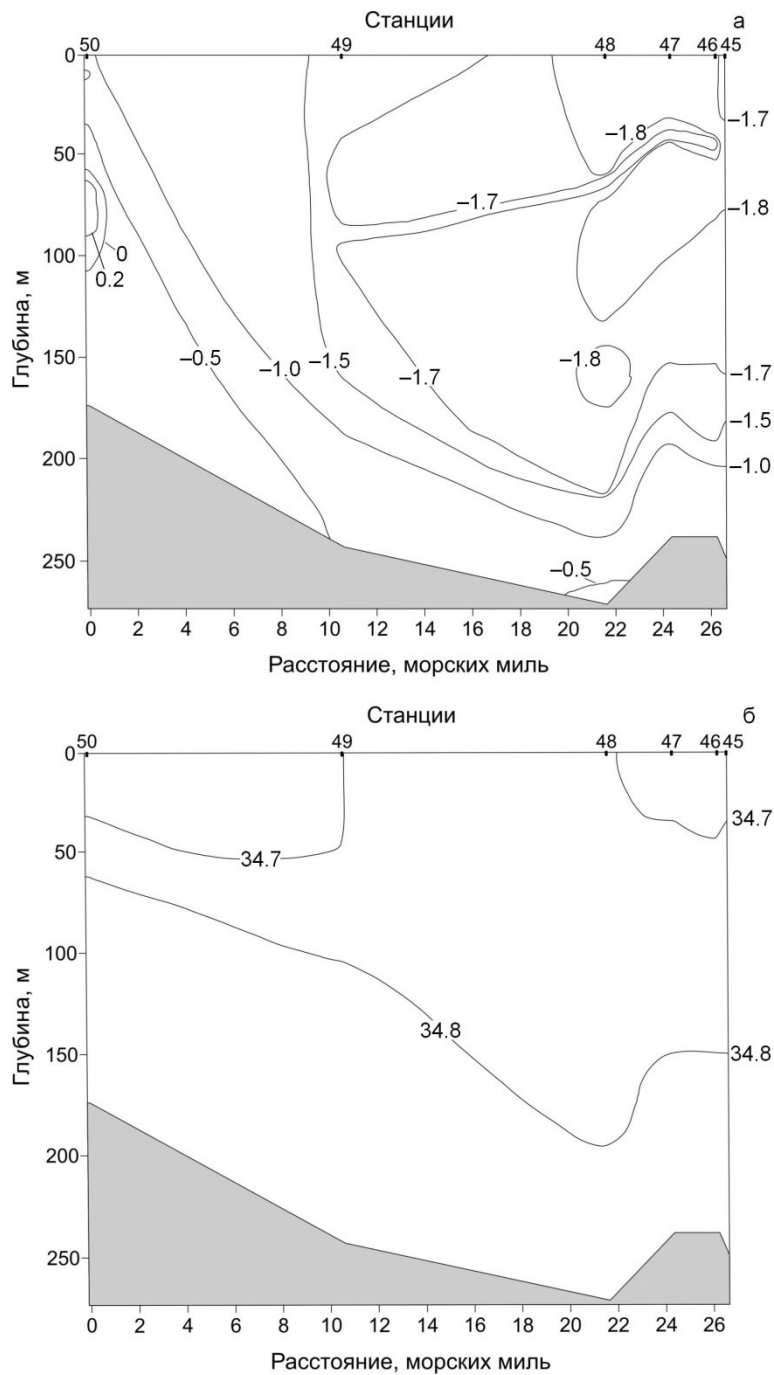 Станции
а
50 49 48 47 46 45
0
50
100
150
200
250
Глубина, м
–1.8
–1.7
–1.7
–1.8
0
0.2
–0.5
–1.0
–1.5
–1.7
–1.8
–1.7
–1.5
–1.0
–0.5
0 2 4 6 8 10 12 14 16 18 20 22 24 26
Расстояние, морских миль
Станции
б
50 49 48 47 46 45
0
50
100
150
200
250
Глубина, м
34.7
34.7
34.8
34.8
0 2 4 6 8 10 12 14 16 18 20 22 24 26
Расстояние, морских миль